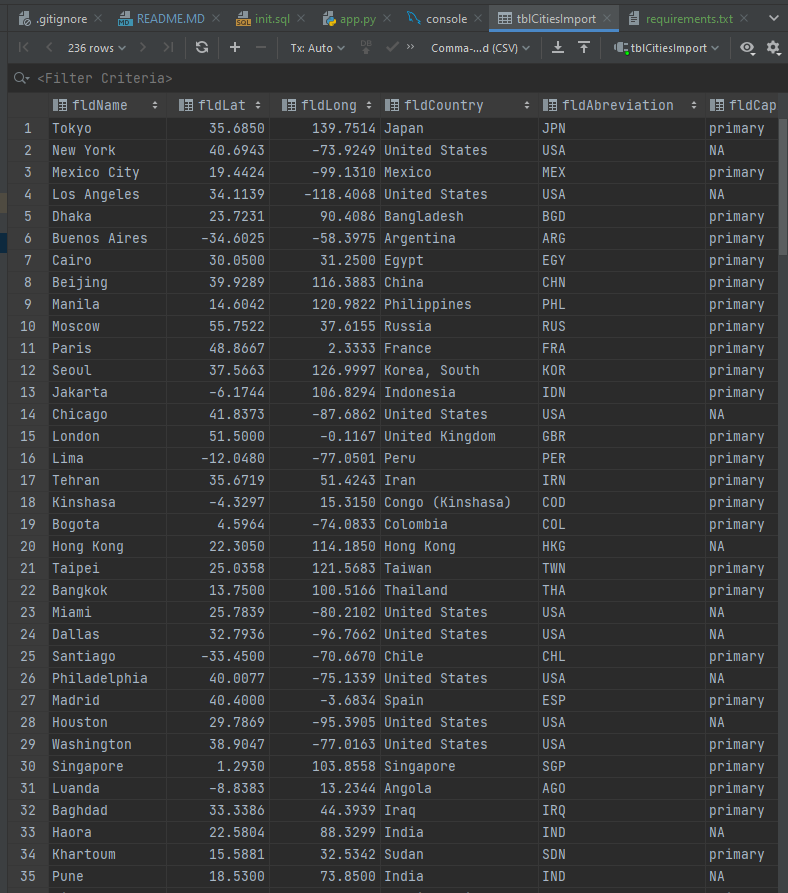 .gitignore README.MD init.sql app.py console tblCitiesImport requirements.txt
236 rows Tx: Auto DB Comma-...d (CSV) tblCitiesImport
<Filter Criteria>
fldName fldLat fldLong fldCountry fldAbreviation fldCap
1 Tokyo 35.6850 139.7514 Japan JPN primary
2 New York 40.6943 -73.9249 United States USA NA
3 Mexico City 19.4424 -99.1310 Mexico MEX primary
4 Los Angeles 34.1139 -118.4068 United States USA NA
5 Dhaka 23.7231 90.4086 Bangladesh BGD primary
6 Buenos Aires -34.6025 -58.3975 Argentina ARG primary
7 Cairo 30.0500 31.2500 Egypt EGY primary
8 Beijing 39.9289 116.3883 China CHN primary
9 Manila 14.6042 120.9822 Philippines PHL primary
10 Moscow 55.7522 37.6155 Russia RUS primary
11 Paris 48.8667 2.3333 France FRA primary
12 Seoul 37.5663 126.9997 Korea, South KOR primary
13 Jakarta -6.1744 106.8294 Indonesia IDN primary
14 Chicago 41.8373 -87.6862 United States USA NA
15 London 51.5000 -0.1167 United Kingdom GBR primary
16 Lima -12.0480 -77.0501 Peru PER primary
17 Tehran 35.6719 51.4243 Iran IRN primary
18 Kinshasa -4.3297 15.3150 Congo (Kinshasa) COD primary
19 Bogota 4.5964 -74.0833 Colombia COL primary
20 Hong Kong 22.3050 114.1850 Hong Kong HKG NA
21 Taipei 25.0358 121.5683 Taiwan TWN primary
22 Bangkok 13.7500 100.5166 Thailand THA primary
23 Miami 25.7839 -80.2102 United States USA NA
24 Dallas 32.7936 -96.7662 United States USA NA
25 Santiago -33.4500 -70.6670 Chile CHL primary
26 Philadelphia 40.0077 -75.1339 United States USA NA
27 Madrid 40.4000 -3.6834 Spain ESP primary
28 Houston 29.7869 -95.3905 United States USA NA
29 Washington 38.9047 -77.0163 United States USA primary
30 Singapore 1.2930 103.8558 Singapore SGP primary
31 Luanda -8.8383 13.2344 Angola AGO primary
32 Baghdad 33.3386 44.3939 Iraq IRQ primary
33 Haora 22.5804 88.3299 India IND NA
34 Khartoum 15.5881 32.5342 Sudan SDN primary
35 Pune 18.5300 73.8500 India IND NA